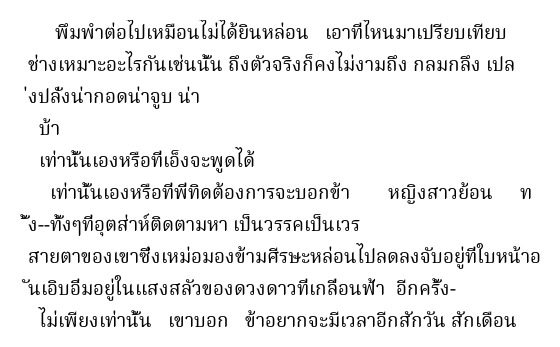 พึมพำต่อไปเหมือนไม่ได้ยินหล่อน เอาที่ไหนมาเปรียบเทียบ
ช่างเหมาะอะไรกันเช่นนั้น ถึงตัวจริงก็คงไม่งามถึง กลมกลึง เปล
่งปลั่งน่ากอดน่าจูบ น่า
บ้า
เท่านั้นเองหรือที่เอ็งจะพูดได้
เท่านั้นเองหรือที่พี่ทิดต้องการจะบอกข้า หญิงสาวย้อน ท
ั้ง--ทั้งๆที่อุตส่าห์ติดตามหา เป็นวรรคเป็นเวร
สายตาของเขาซึ่งเหม่อมองข้ามศีรษะหล่อนไปลดลงจับอยู่ที่ใบหน้าอ
ันเอิบอิ่มอยู่ในแสงสลัวของดวงดาวที่เกลื่อนฟ้า อีกครั้ง-
ไม่เพียงเท่านั้น เขาบอก ข้าอยากจะมีเวลาอีกสักวัน สักเดือน